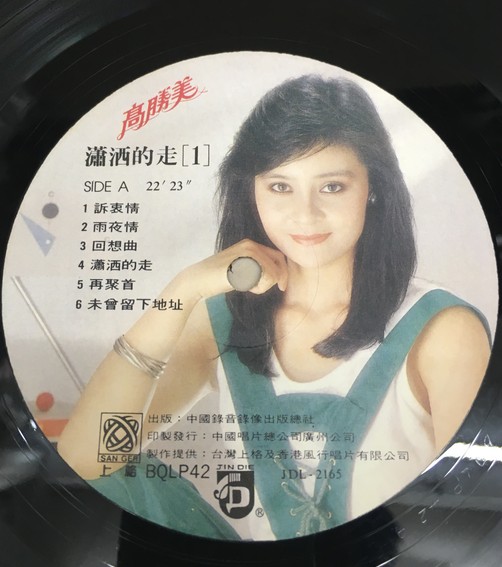 高勝美
瀟洒的走[1]
SIDE A 22′23″
1 訴衷情
2 雨夜情
3 回想曲
4 瀟洒的走
5 再聚首
6 未曾留下地址
出版：中國錄音錄像出版總社
印製發行：中國唱片總公司廣州公司
SAN GER
製作提供：台灣上格及香港風行唱片有限公司
上格 BQLP42 JDL-2165
®